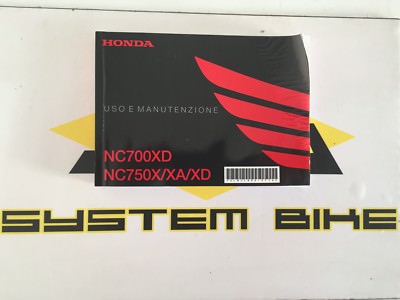 HONDA
USO E MANUTENZIONE
NC700XD
NC750X/XA/XD
SYSTEM BIKE